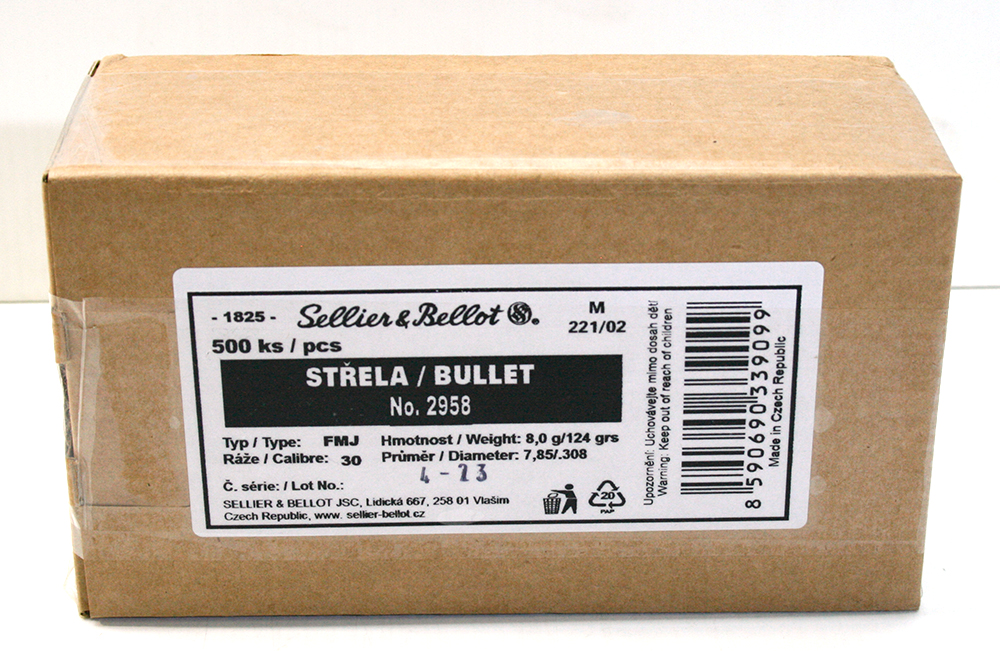 - 1825 - Sellier & Bellot ®. M
221/02
500 ks / pcs
STŘELA / BULLET
No. 2958
Typ / Type: FMJ Hmotnost / Weight: 8,0 g/124 grs
Ráže / Calibre: 30 Průměr / Diameter: 7,85/.308
4 - 23
Č. série: / Lot No.:
SELLIER & BELLOT JSC, Lidická 667, 258 01 Vlašim
Czech Republic, www. sellier-bellot.cz
20
PAP
Upozornění: Uchovávejte mimo dosah dětí
Warning: Keep out of reach of children
8 590690 339099
Made in Czech Republic